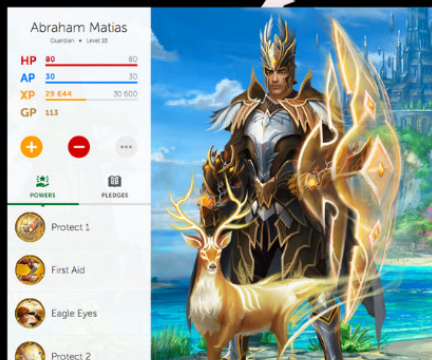 Abraham Matias
Guardian • Level 18
HP 80 80
AP 30 30
XP 29 644 30 600
GP 113
POWERS PLEDGES
Protect 1
First Aid
Eagle Eyes
Protect 2